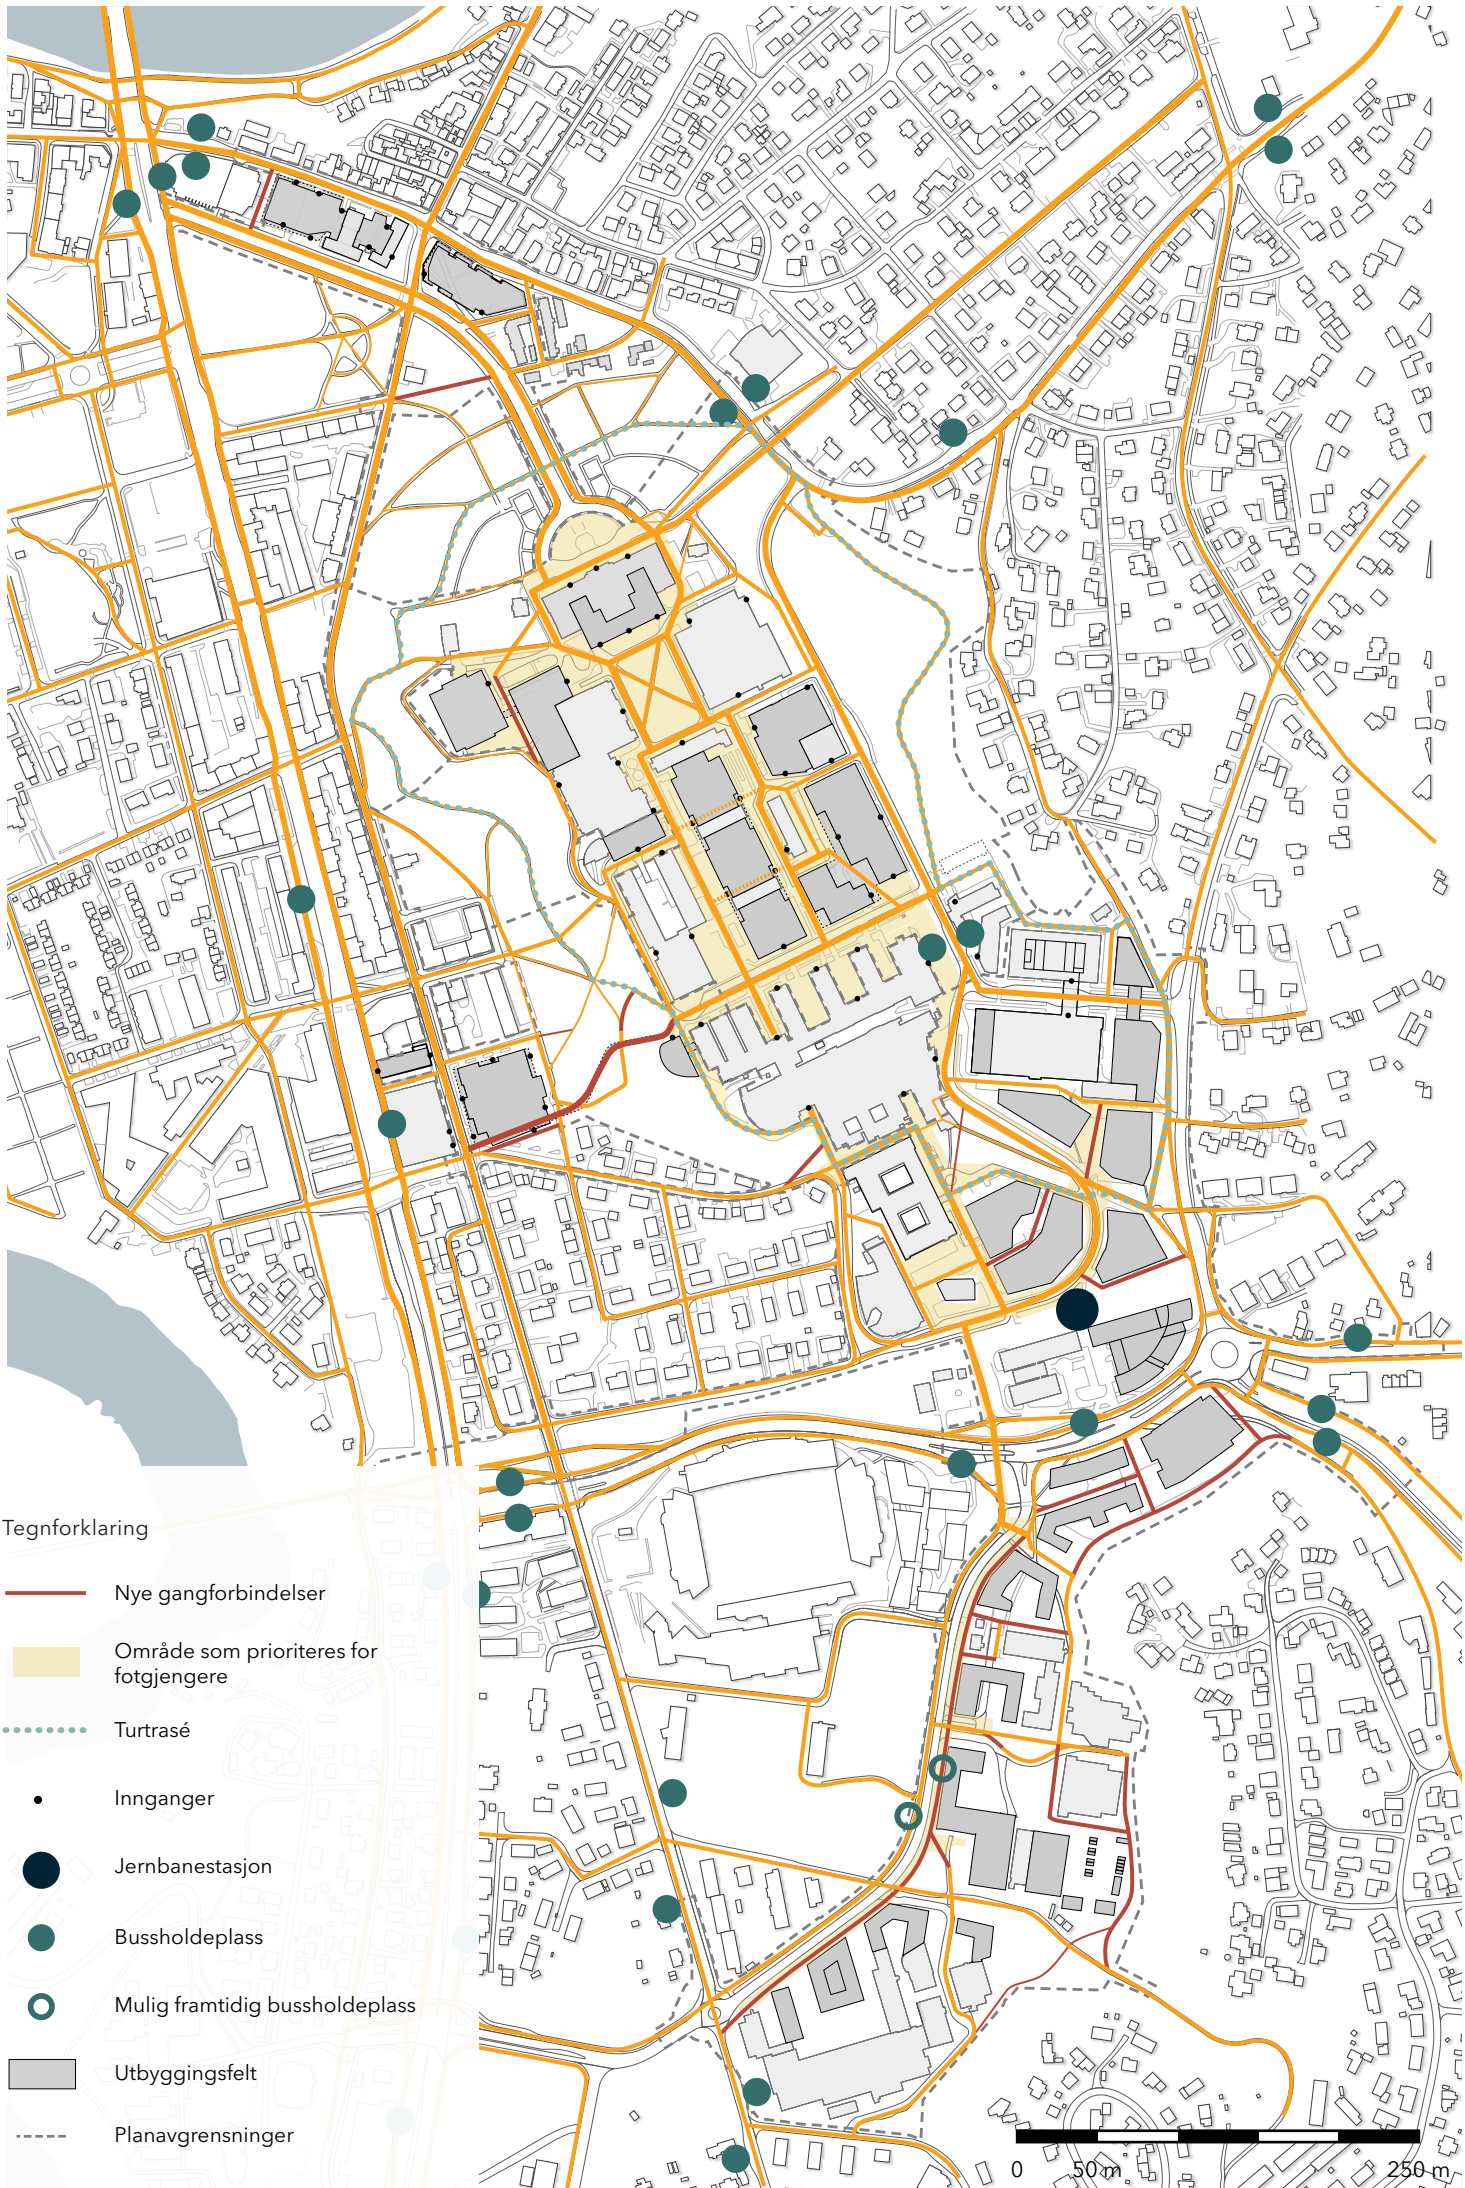 Tegnforklaring
Nye gangforbindelser
Område som prioriteres for
fotgjengere
Turtrasé
Innganger
Jernbanestasjon
Bussholdeplass
Mulig framtidig bussholdeplass
Utbyggingsfelt
Planavgrensninger
0 50 m 250 m